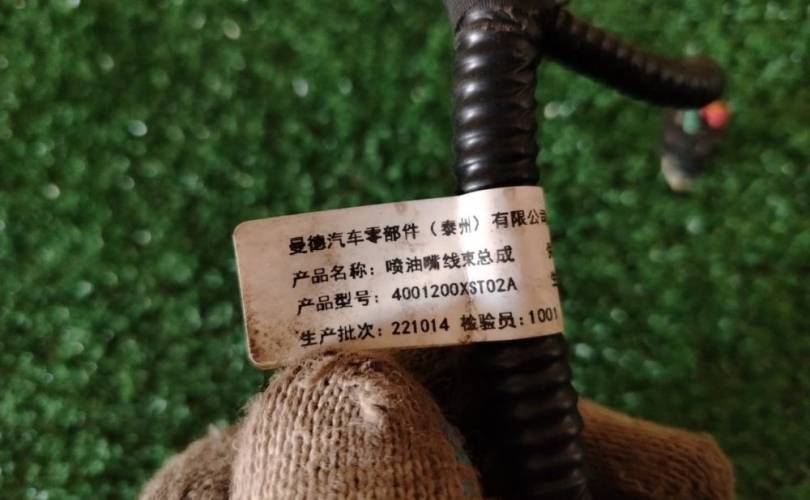 曼德汽车零部件（泰州）有限公司
产品名称：喷油嘴线束总成
产品型号：4001200XST02A
生产批次：221014 检验员：1001